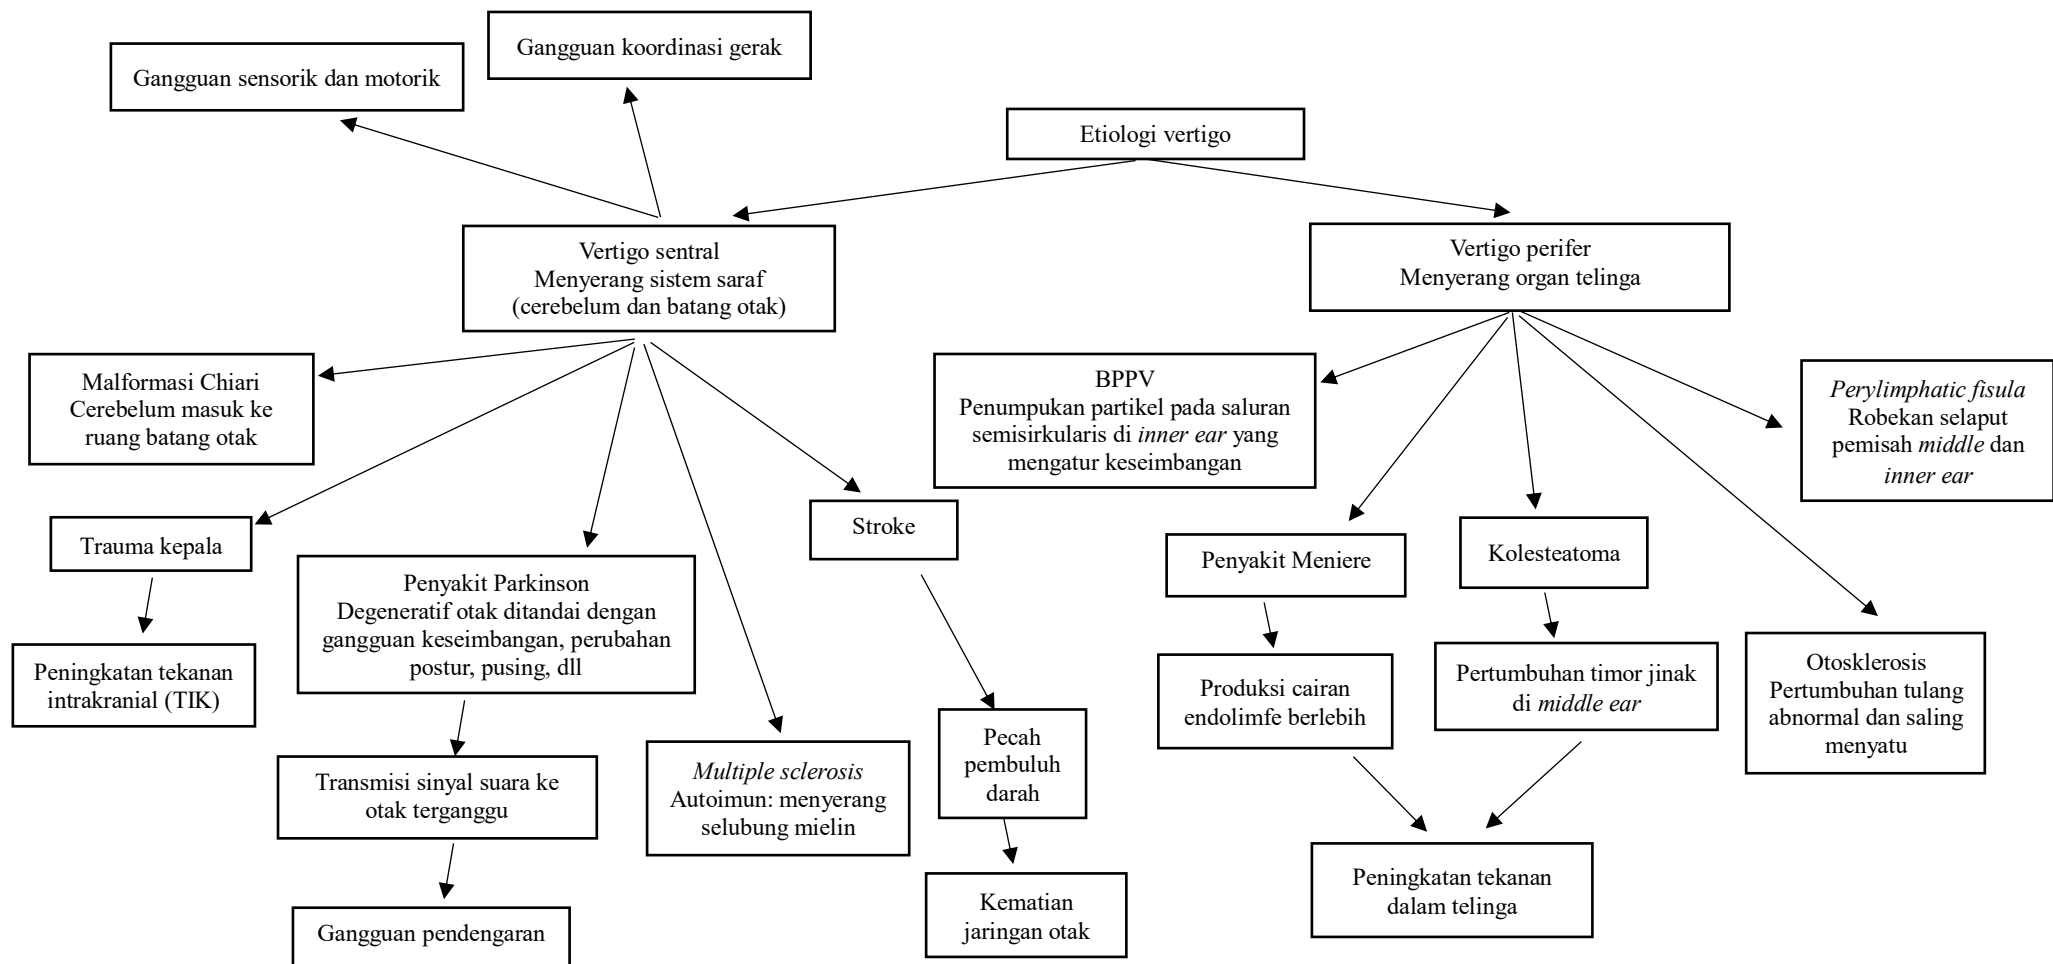 Gangguan koordinasi gerak
Gangguan sensorik dan motorik
Etiologi vertigo
Vertigo sentral
Menyerang sistem saraf
(cerebelum dan batang otak)
Vertigo perifer
Menyerang organ telinga
Malformasi Chiari
Cerebelum masuk ke
ruang batang otak
BPPV
Penumpukan partikel pada saluran
semisirkularis di inner ear yang
mengatur keseimbangan
Perylimphatic fisula
Robekan selaput
pemisah middle dan
inner ear
Trauma kepala
Stroke
Penyakit Meniere
Kolesteatoma
Penyakit Parkinson
Degeneratif otak ditandai dengan
gangguan keseimbangan, perubahan
postur, pusing, dll
Peningkatan tekanan
intrakranial (TIK)
Produksi cairan
endolimfe berlebih
Pertumbuhan timor jinak
di middle ear
Otosklerosis
Pertumbuhan tulang
abnormal dan saling
menyatu
Transmisi sinyal suara ke
otak terganggu
Multiple sclerosis
Autoimun: menyerang
selubung mielin
Pecah
pembuluh
darah
Peningkatan tekanan
dalam telinga
Gangguan pendengaran
Kematian
jaringan otak